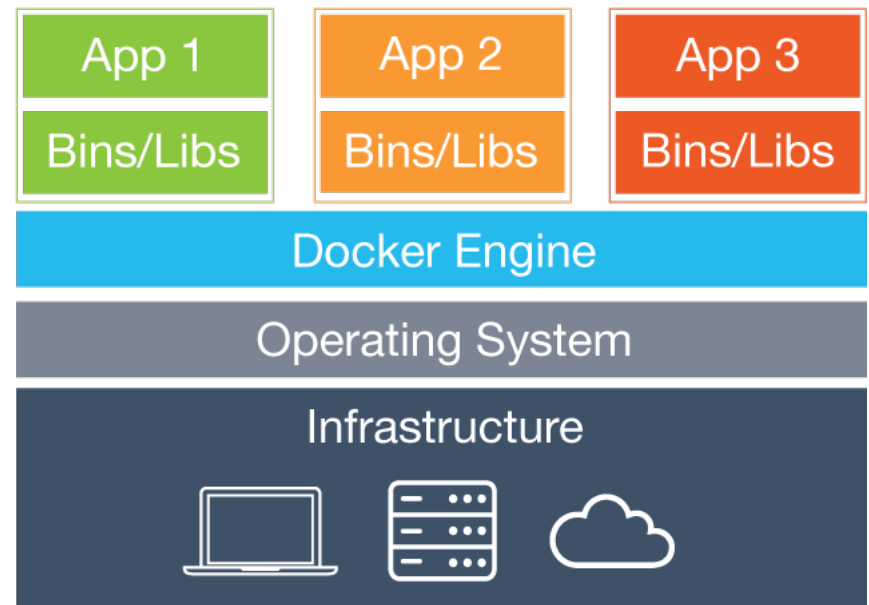 App 1
App 2
App 3
Bins/Libs
Bins/Libs
Bins/Libs
Docker Engine
Operating System
Infrastructure